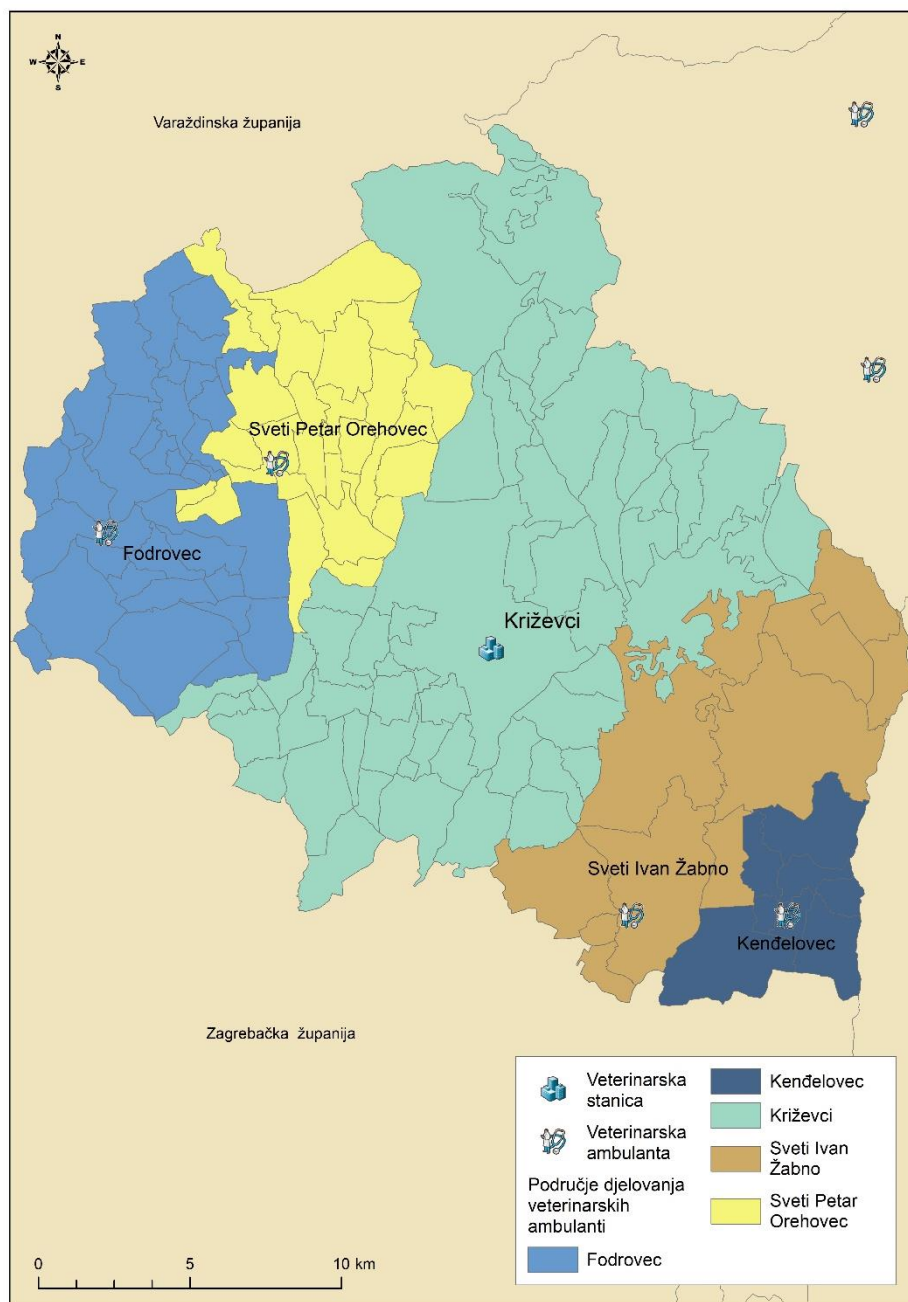 N
W E
S
Varaždinska županija
Sveti Petar Orehovec
Fodrovec
Križevci
Sveti Ivan Žabno
Kenđelovec
Zagrebačka županija
Veterinarska
stanica
Veterinarska
ambulanta
Područje djelovanja
veterinarskih
ambulanti
Fodrovec
Kenđelovec
Križevci
Sveti Ivan
Žabno
Sveti Petar
Orehovec
0 5 10 km